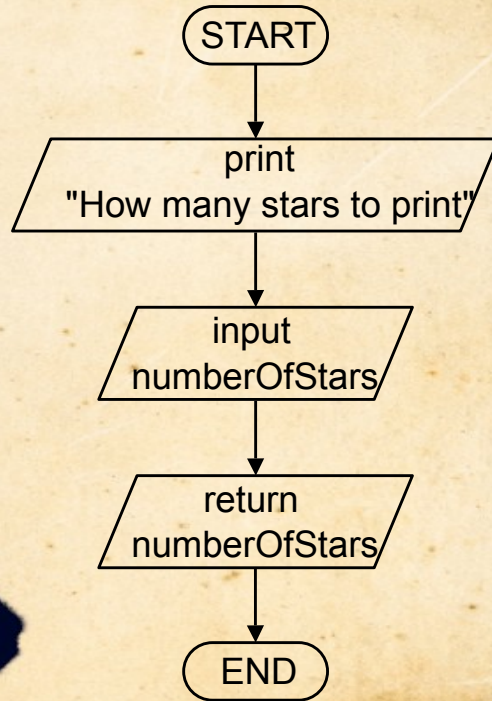 START
print
"How many stars to print"
input
numberOfStars
return
numberOfStars
END